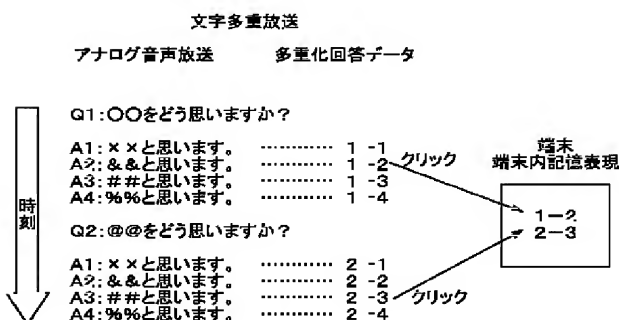 文字多重放送
アナログ音声放送 多重化回答データ
Q1:〇〇をどう思いますか?
A1:××と思います。 ………… 1 -1
A2:&&と思います。 ………… 1 -2
A3:##と思います。 ………… 1 -3
A4:%%と思います。 ………… 1 -4
クリック
Q2:@@をどう思いますか?
A1:××と思います。 ………… 2 -1
A2:&&と思います。 ………… 2 -2
A3:##と思います。 ………… 2 -3
A4:%%と思います。 ………… 2 -4
クリック
時刻
端末
端末内記憶表現
1-2
2-3